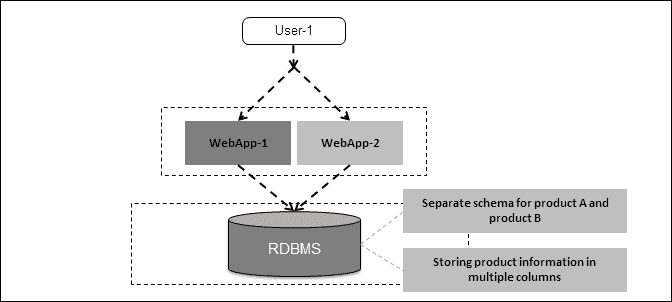 User-1
WebApp-1
WebApp-2
Separate schema for product A and
product B
RDBMS
Storing product information in
multiple columns